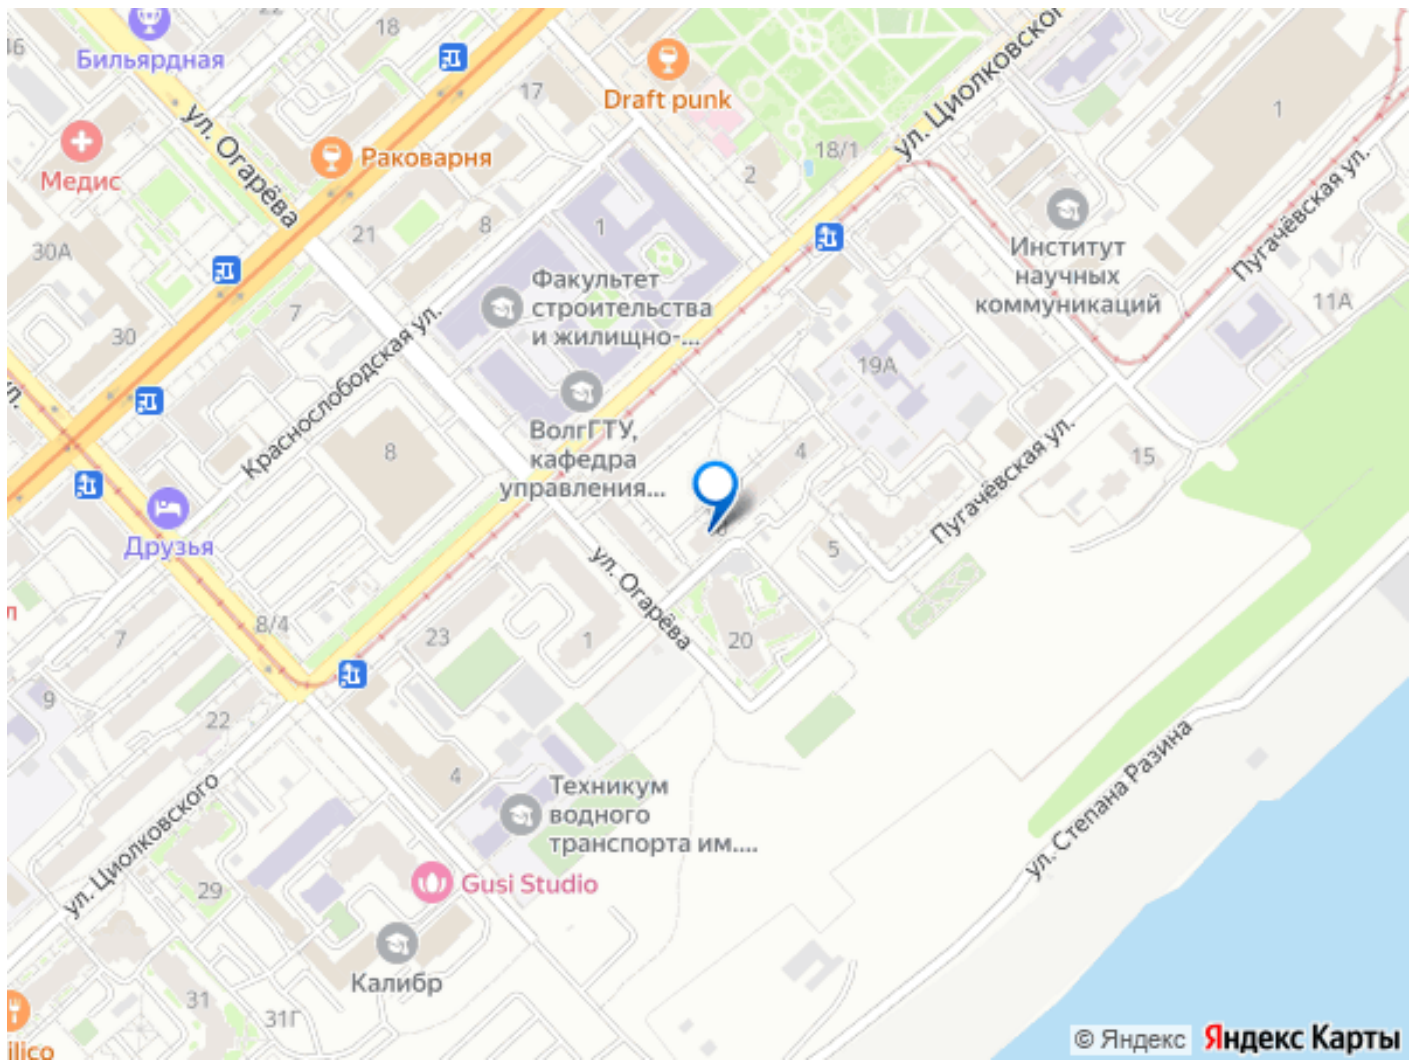 18
Бильярдная
17
Draft punk
ул. Циолковского
1
ул. Огарёва
Раковарня
18/1
Медис
2
Пугачёвская ул.
30А
21
8
1
Институт
научных
коммуникаций
Факультет
строительства
и жилищно-...
11А
7
30
Краснослободская ул.
19А
ВолгГТУ,
кафедра
управления...
8
4
15
Пугачёвская ул.
Друзья
5
ул. Огарёва
7
8/4
23
1
20
9
22
ул. Циолковского
4
Техникум
водного
транспорта им....
ул. Степана Разина
29
Gusi Studio
Калибр
31
31Г
© Яндекс
Яндекс Карты